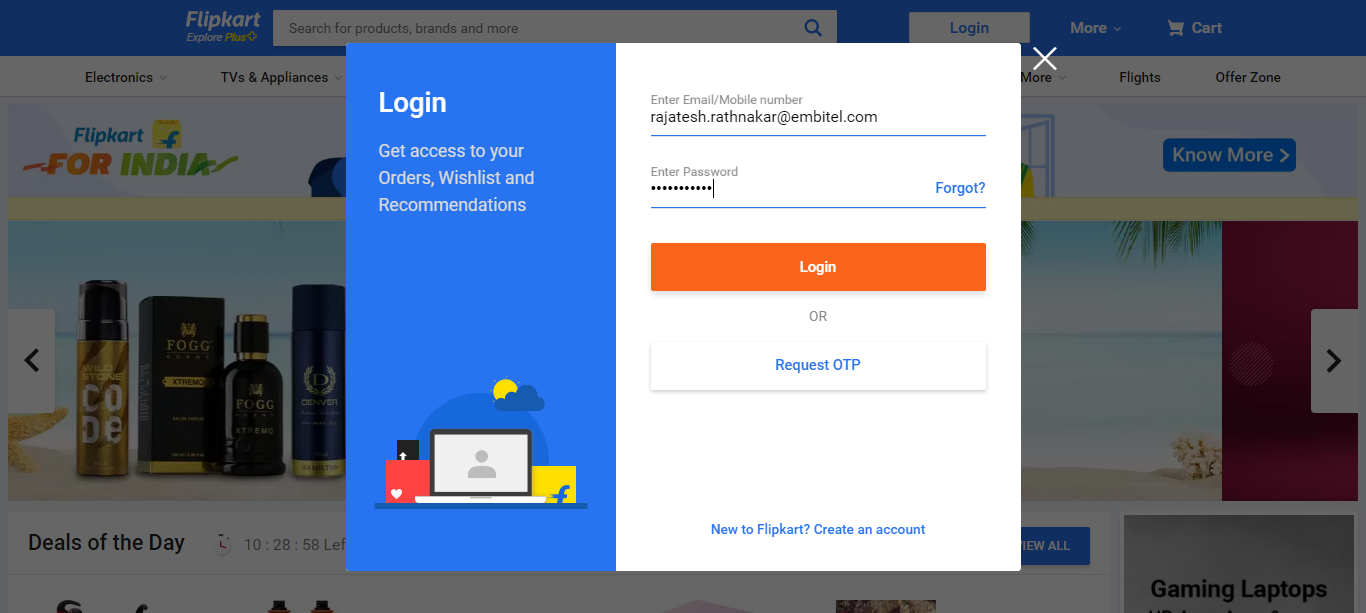 Flipkart
Explore Plus
Search for products, brands and more
Login
More
Cart
Electronics
TVs & Appliances
More
Flights
Offer Zone
Flipkart
FOR INDIA
Know More
Login
Get access to your
Orders, Wishlist and
Recommendations
Enter Email/Mobile number
rajatesh.rathnakar@embitel.com
Enter Password
•••••••••••
Forgot?
Login
OR
Request OTP
New to Flipkart? Create an account
WILD
STONE
CODE
FOGG
SCENT
XTREMO
FOGG
SCENT
XTREMO
DENVER
HAMILTON
Deals of the Day
10 : 28 : 58 Lef
VIEW ALL
Gaming Laptops